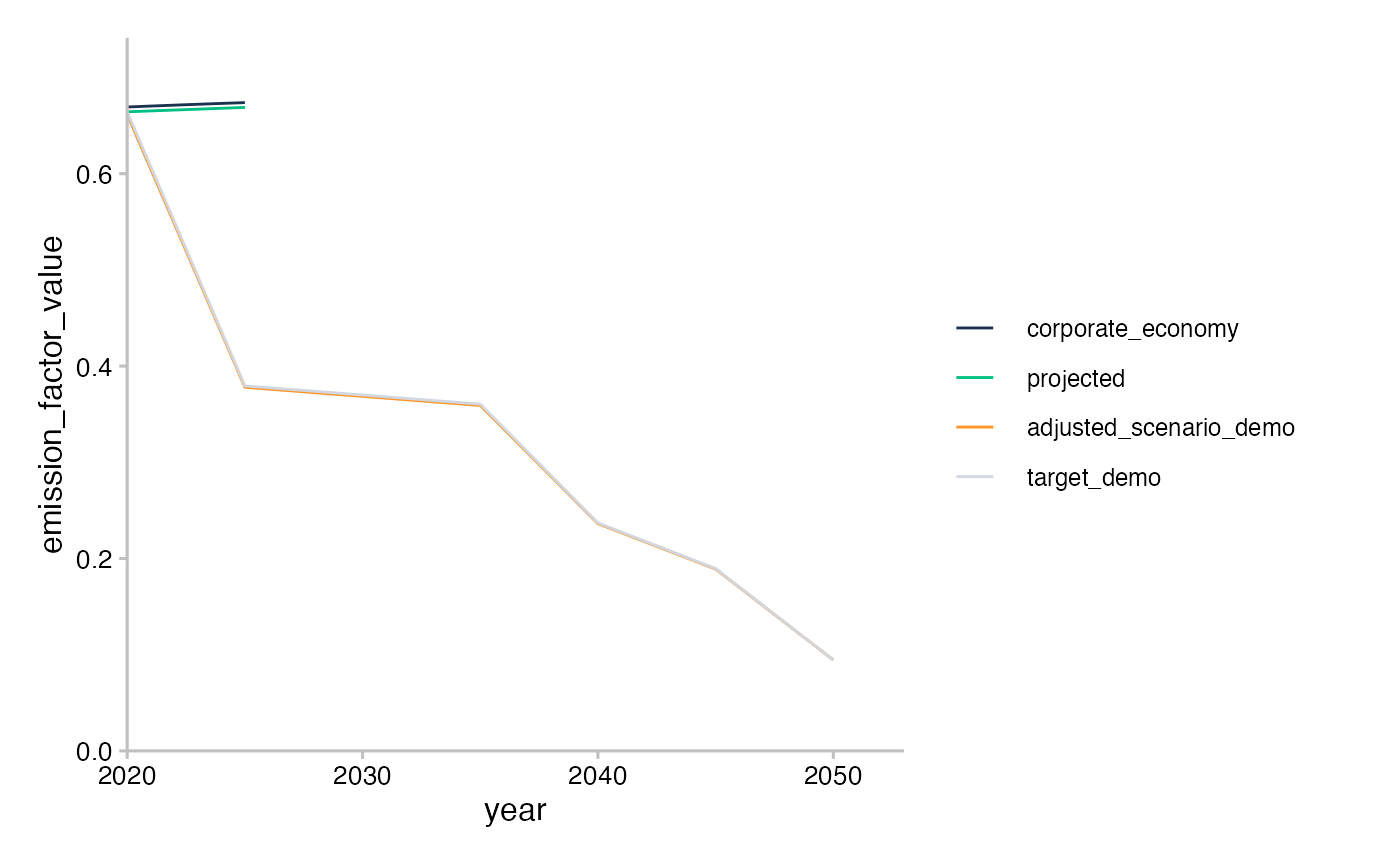 emission_factor_value
0.6
0.4
0.2
0.0
2020
2030
2040
2050
year
corporate_economy
projected
adjusted_scenario_demo
target_demo